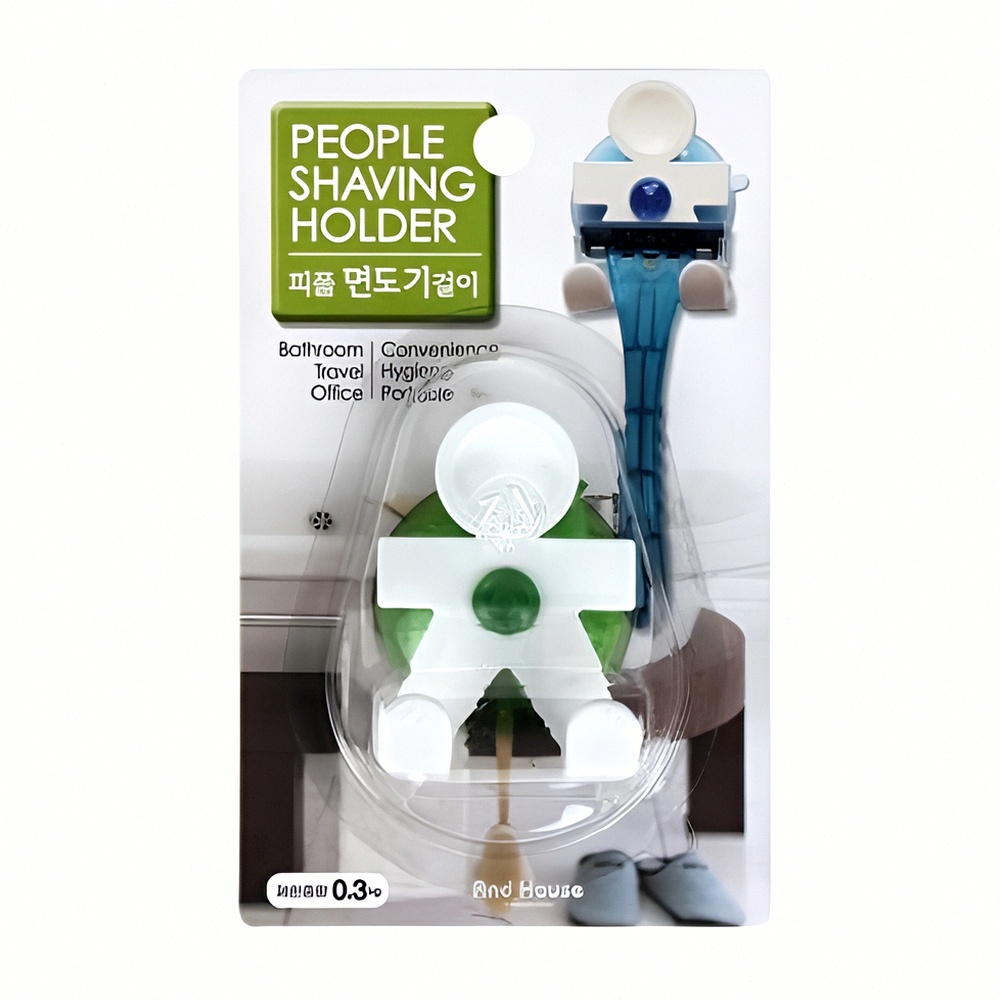 PEOPLE
SHAVING
HOLDER
피플 면도기걸이
Bathroom
Travel
Office
Convenience
Hygiene
Portable
0.3
And House